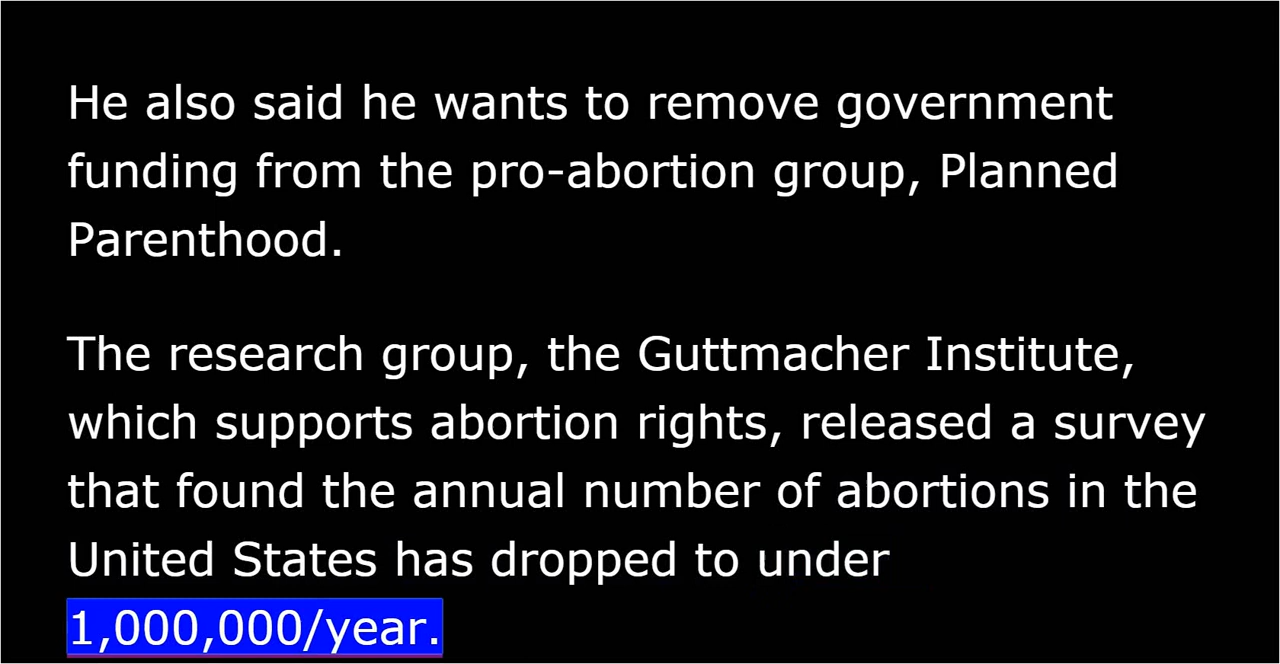 He also said he wants to remove government
funding from the pro-abortion group, Planned
Parenthood.
The research group, the Guttmacher Institute,
which supports abortion rights, released a survey
that found the annual number of abortions in the
United States has dropped to under
1,000,000/year.